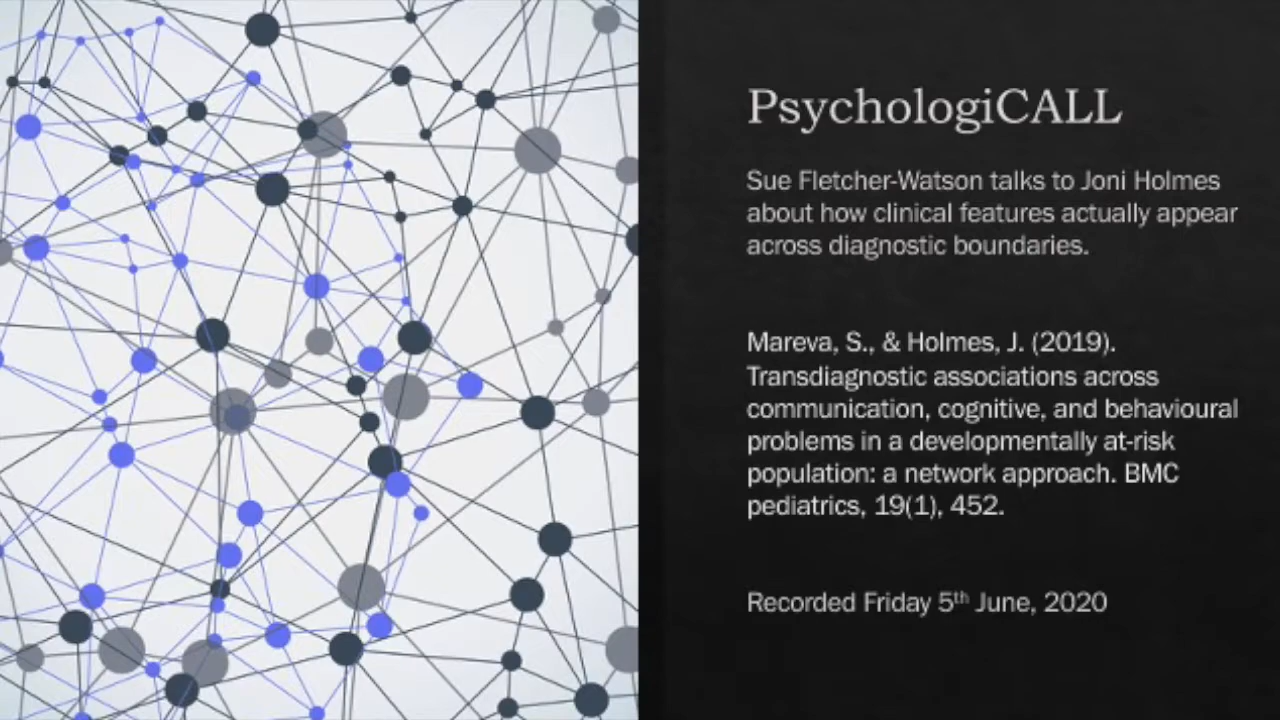 PsychologiCALL
Sue Fletcher-Watson talks to Joni Holmes
about how clinical features actually appear
across diagnostic boundaries.
Mareva, S., & Holmes, J. (2019).
Transdiagnostic associations across
communication, cognitive, and behavioural
problems in a developmentally at-risk
population: a network approach. BMC
pediatrics, 19(1), 452.
Recorded Friday 5th June, 2020